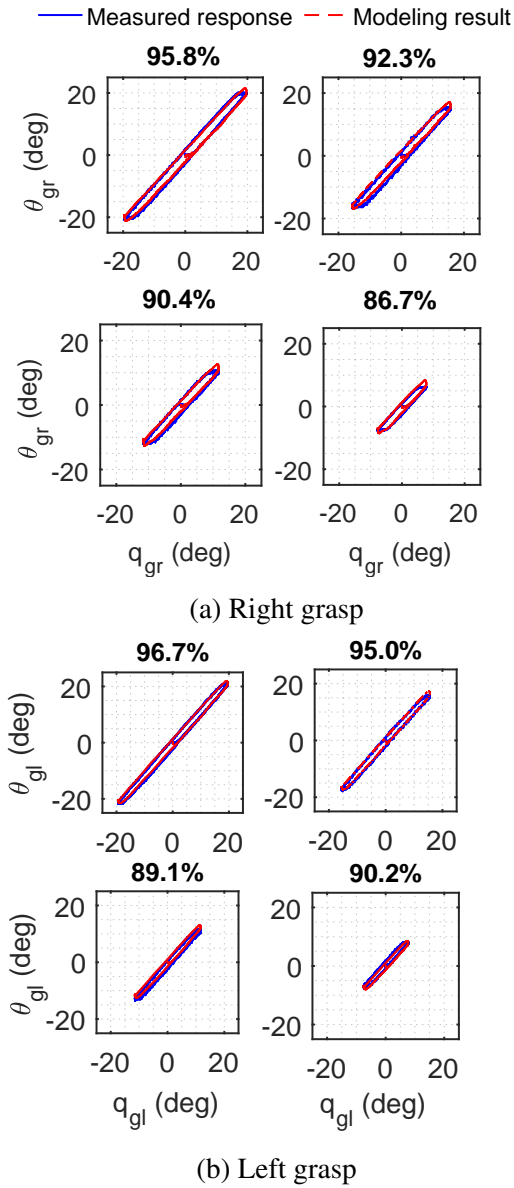 Measured response Modeling result
95.8% 92.3%
θgr (deg)
20
0
-20
20
0
-20
-20 0 20 -20 0 20
90.4% 86.7%
θgr (deg)
20
0
-20
20
0
-20
-20 0 20 -20 0 20
qgr (deg) qgr (deg)
(a) Right grasp
96.7% 95.0%
θgl (deg)
20
0
-20
20
0
-20
-20 0 20 -20 0 20
89.1% 90.2%
θgl (deg)
20
0
-20
20
0
-20
-20 0 20 -20 0 20
qgl (deg) qgl (deg)
(b) Left grasp